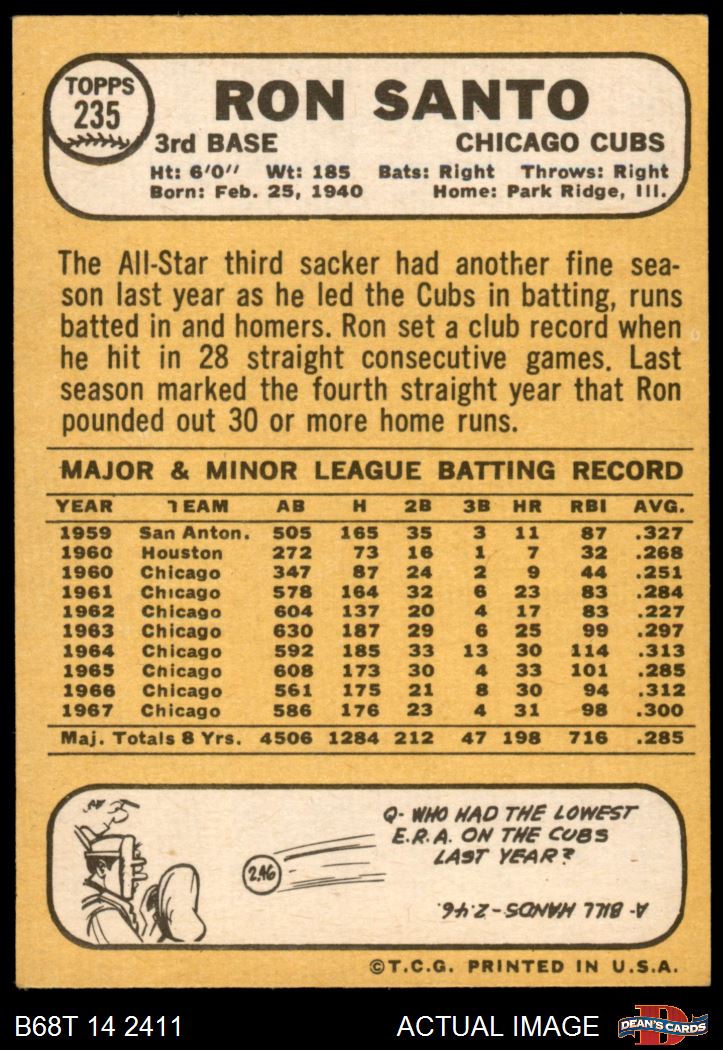 TOPPS
235
RON SANTO
3rd BASE CHICAGO CUBS
Ht: 6'0" Wt: 185 Bats: Right Throws: Right
Born: Feb. 25, 1940 Home: Park Ridge, Ill.
The All-Star third sacker had another fine sea-
son last year as he led the Cubs in batting, runs
batted in and homers. Ron set a club record when
he hit in 28 straight consecutive games. Last
season marked the fourth straight year that Ron
pounded out 30 or more home runs.
MAJOR & MINOR LEAGUE BATTING RECORD
YEAR TEAM AB H 2B 3B HR RBI AVG.
1959 San Anton. 505 165 35 3 11 87 .327
1960 Houston 272 73 16 1 7 32 .268
1960 Chicago 347 87 24 2 9 44 .251
1961 Chicago 578 164 32 6 23 83 .284
1962 Chicago 604 137 20 4 17 83 .227
1963 Chicago 630 187 29 6 25 99 .297
1964 Chicago 592 185 33 13 30 114 .313
1965 Chicago 608 173 30 4 33 101 .285
1966 Chicago 561 175 21 8 30 94 .312
1967 Chicago 586 176 23 4 31 98 .300
Maj. Totals 8 Yrs. 4506 1284 212 47 198 716 .285
Q- WHO HAD THE LOWEST
E.R.A. ON THE CUBS
LAST YEAR?
2.46
A- BILL HANDS-2.46.
©T.C.G. PRINTED IN U.S.A.
B68T 14 2411 ACTUAL IMAGE
D
DEAN'S CARDS